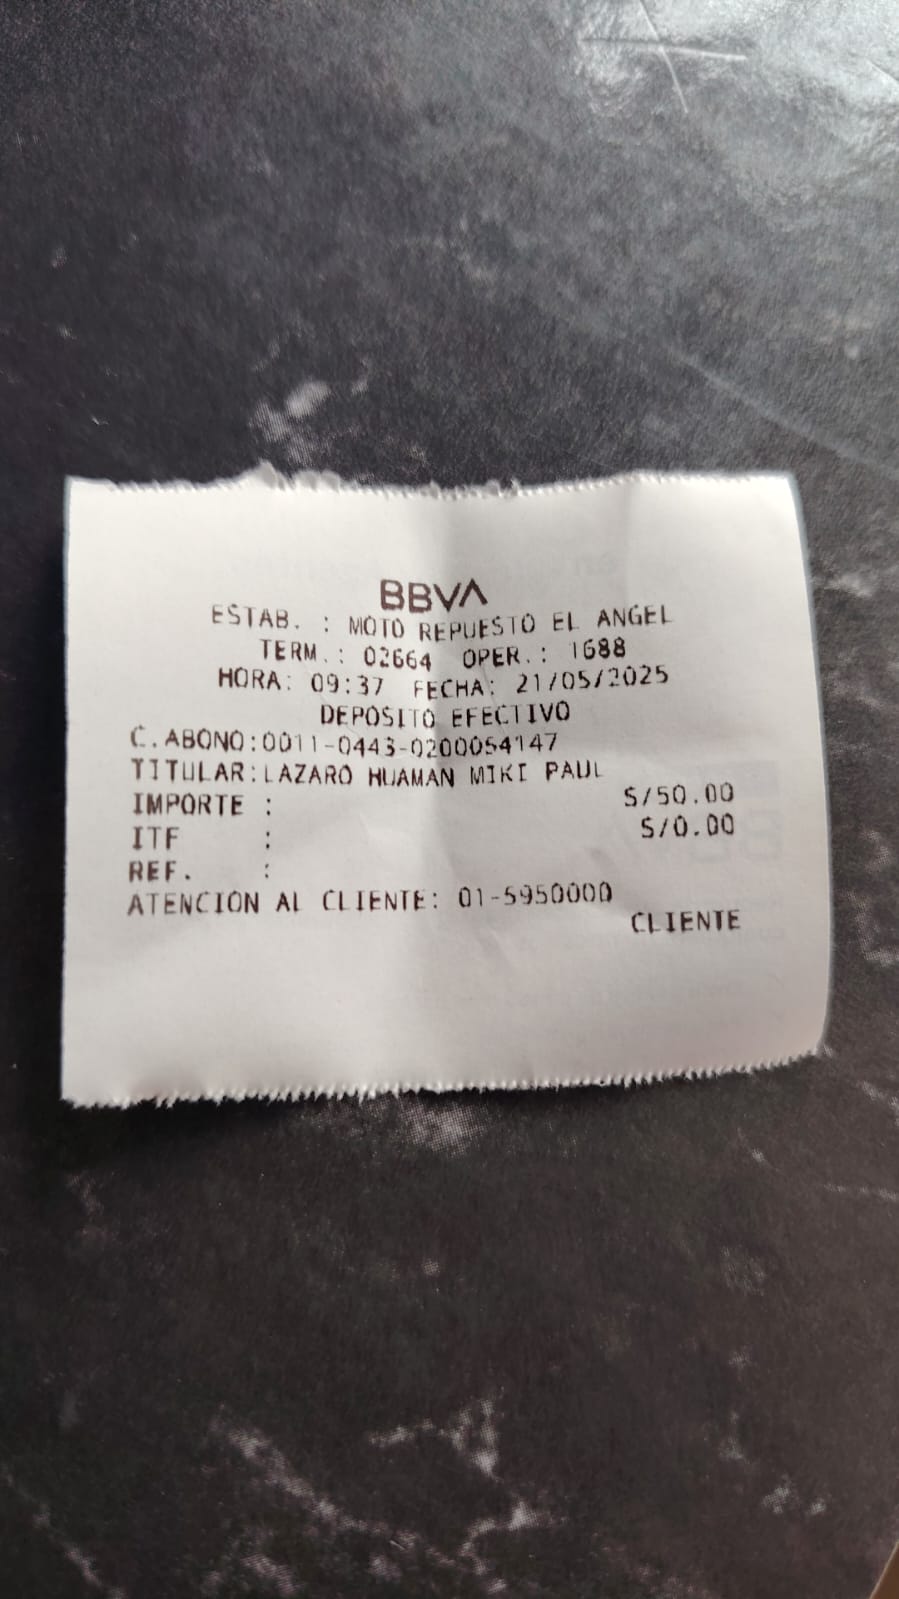 BBVA
ESTAB. : MOTO REPUESTO EL ANGEL
TERM.: 02664 OPER.: 1688
HORA: 09:37 FECHA: 21/05/2025
DEPOSITO EFECTIVO
C.ABONO:0011-0443-0200054147
TITULAR:LAZARO HUAMAN MIKI PAUL
IMPORTE : S/50.00
ITF : S/0.00
REF. :
ATENCION AL CLIENTE: 01-5950000
CLIENTE